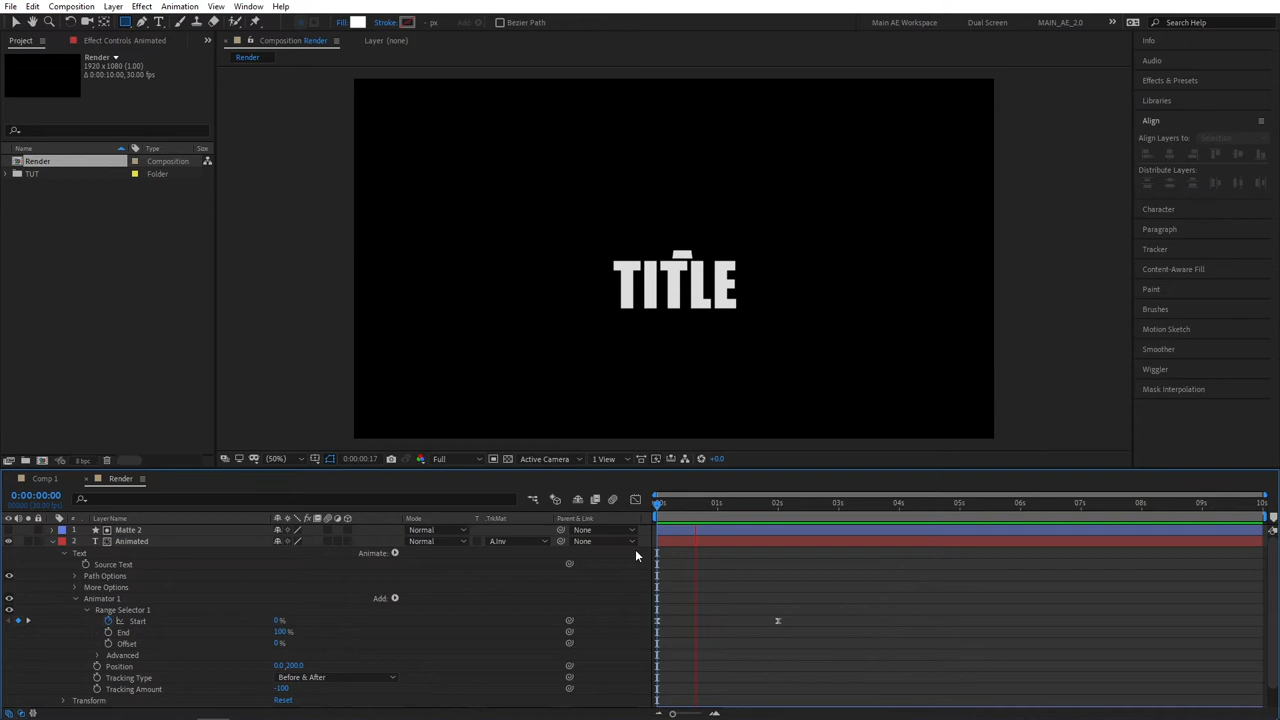 File Edit Composition Layer Effect Animation View Window Help
Fill: Stroke: - px Add: Bezier Path Main AE Workspace Dual Screen MAIN_AE_2.0 >> Search Help
Project Effect Controls Animated >> Composition Render Layer (none) Info
Render
1920 x 1080 (1.00)
Δ 0:00:10:00, 30.00 fps
Render
Audio
Effects & Presets
Libraries
Align
Align Layers to: Selection
Distribute Layers:
Name Type Size
Render Composition
TUT Folder
Character
Paragraph
Tracker
Content-Aware Fill
Paint
Brushes
Motion Sketch
Smoother
Wiggler
Mask Interpolation
TITLE
8 bpc (50%) 0:00:00:17 Full Active Camera 1 View +0.0
Comp 1 Render
0:00:00:00
00000 (30.00 fps)
:00s 01s 02s 03s 04s 05s 06s 07s 08s 09s 10s
# Layer Name Mode T .TrkMat Parent & Link
1 Matte 2 Normal None
2 Animated Normal A.Inv None
Text Animate:
Source Text
Path Options
More Options
Animator 1 Add:
Range Selector 1
Start 0 %
End 100 %
Offset 0 %
Advanced
Position 0.0,200.0
Tracking Type Before & After
Tracking Amount -100
Transform Reset